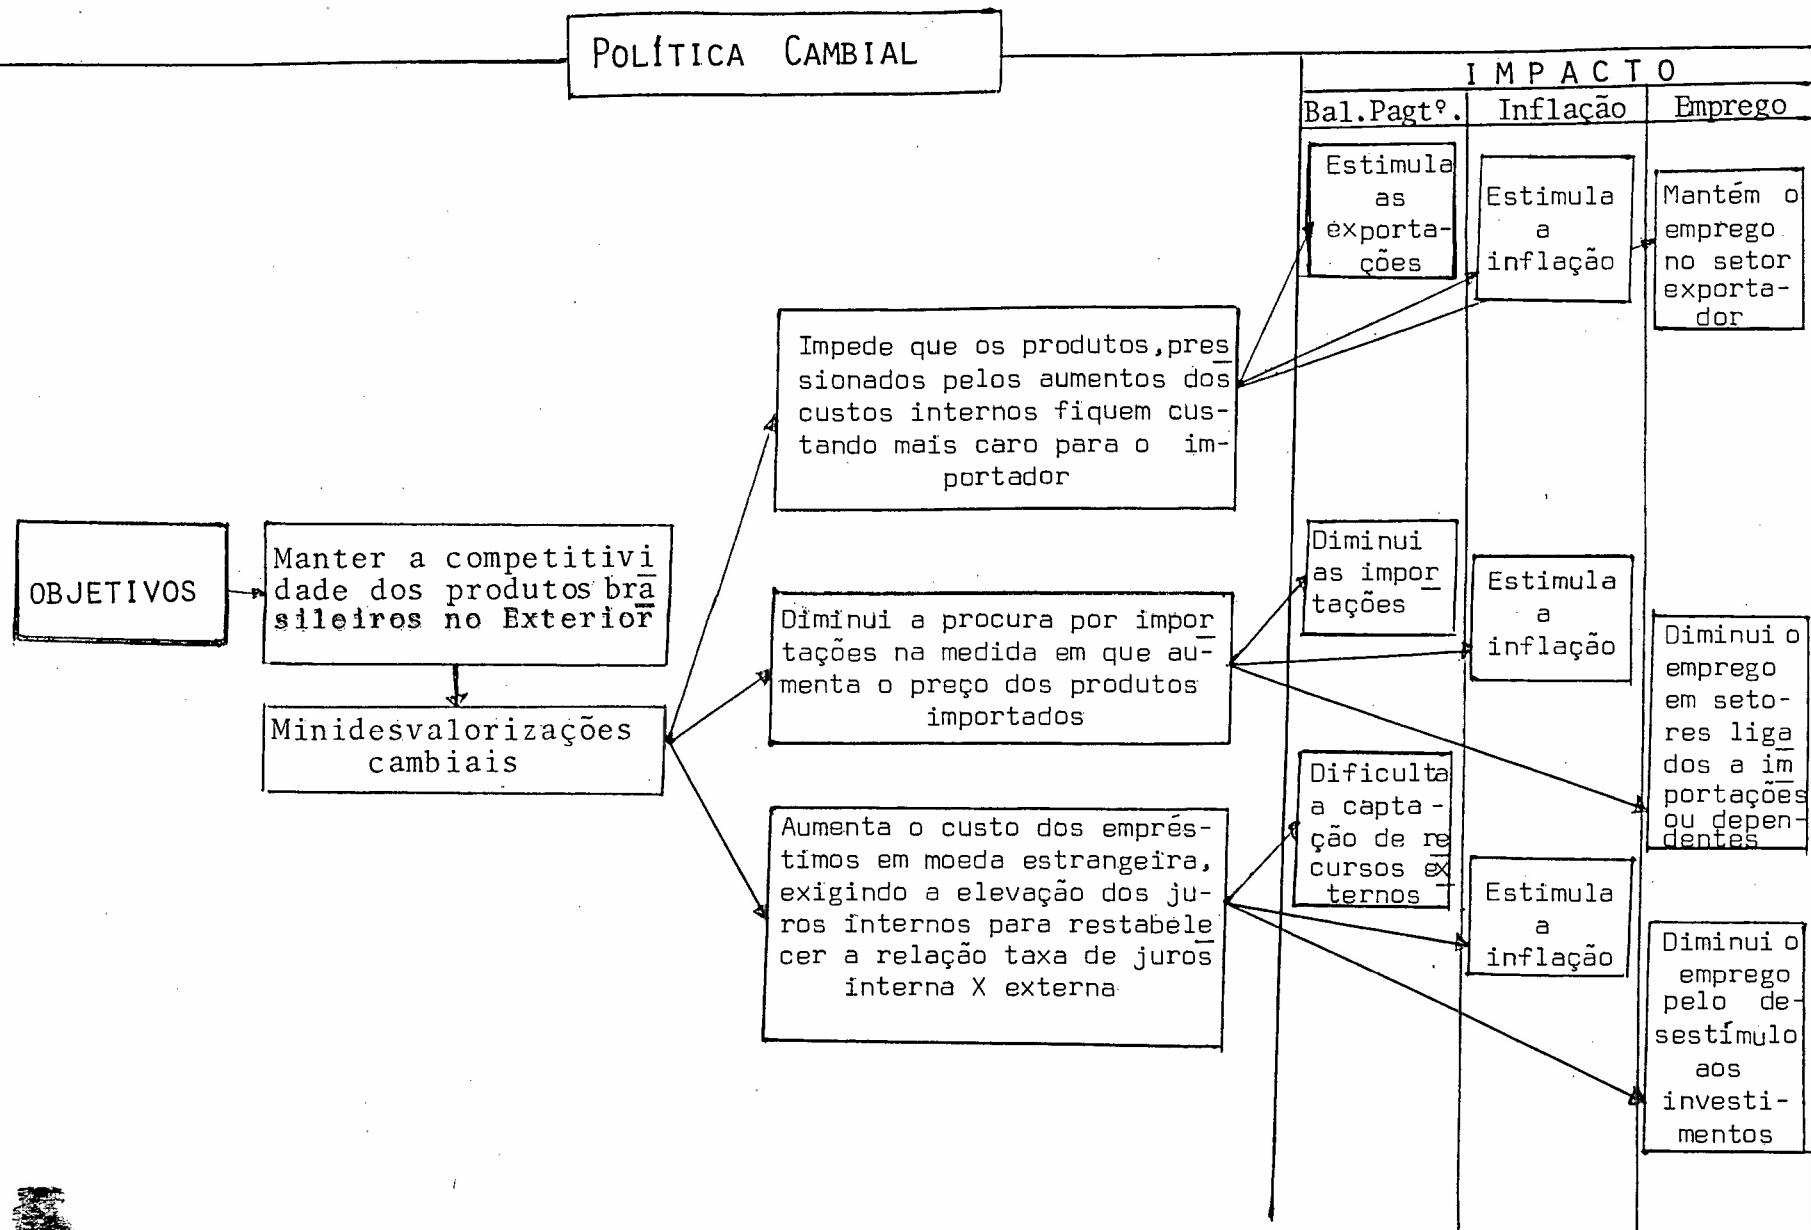 POLÍTICA CAMBIAL
IMPACTO
Bal.Pagtº.
Inflação
Emprego
Estimula
as
exporta-
ções
Estimula
a
inflação
Mantém o
emprego
no setor
exporta-
dor
Impede que os produtos,pres
sionados pelos aumentos dos
custos internos fiquem cus-
tando mais caro para o im-
portador
OBJETIVOS
Manter a competitivi
dade dos produtos bra
sileiros no Exterior
Minidesvalorizações
cambiais
Diminui a procura por impor
tações na medida em que au-
menta o preço dos produtos
importados
Diminui
as impor
tações
Estimula
a
inflação
Diminui o
emprego
em seto-
res liga
dos a im
portações
ou depen-
dentes
Aumenta o custo dos emprés-
timos em moeda estrangeira,
exigindo a elevação dos ju-
ros internos para restabele
cer a relação taxa de juros
interna X externa
Dificulta
a capta-
ção de re
cursos ex
ternos
Estimula
a
inflação
Diminui o
emprego
pelo de-
sestímulo
aos
investi-
mentos